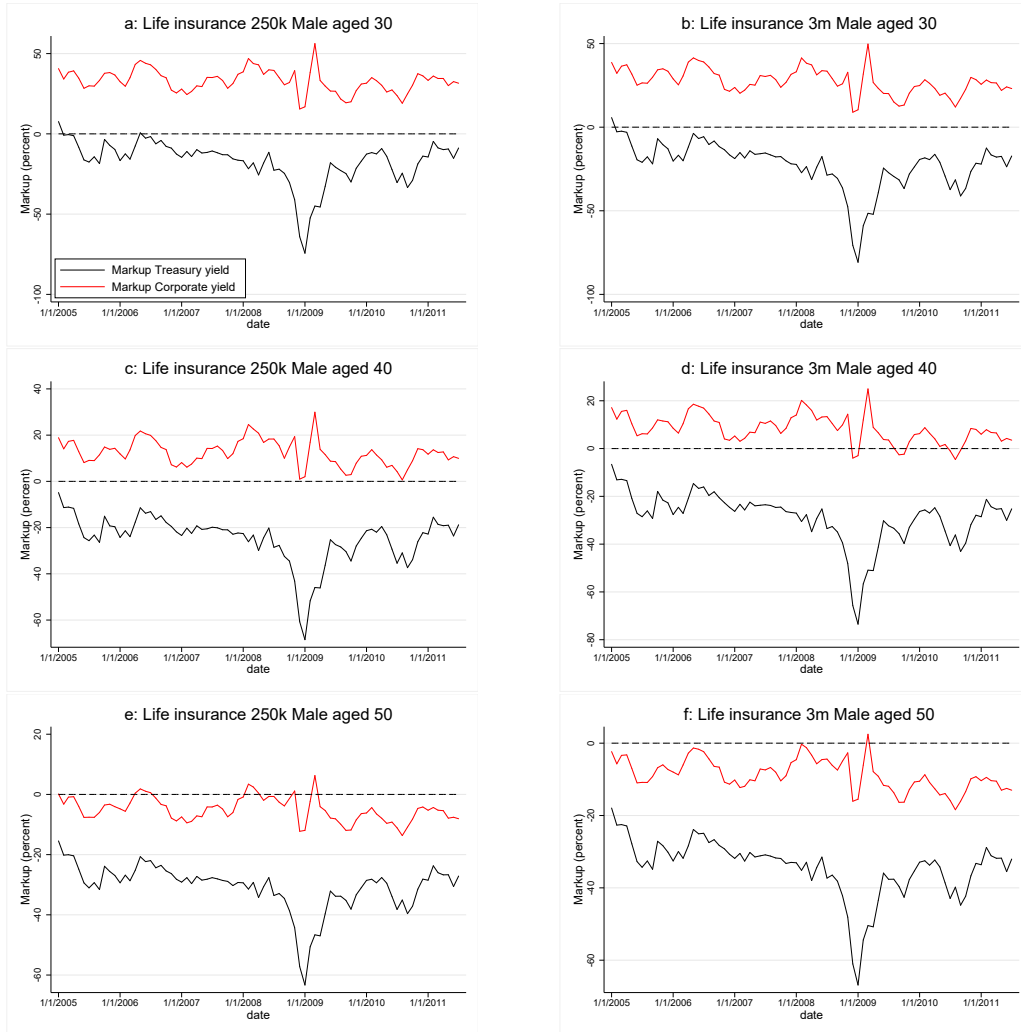 a: Life insurance 250k Male aged 30
Markup (percent)
50
0
-50
-100
Markup Treasury yield
Markup Corporate yield
1/1/2005 1/1/2006 1/1/2007 1/1/2008 1/1/2009 1/1/2010 1/1/2011
date
b: Life insurance 3m Male aged 30
Markup (percent)
50
0
-50
-100
1/1/2005 1/1/2006 1/1/2007 1/1/2008 1/1/2009 1/1/2010 1/1/2011
date
c: Life insurance 250k Male aged 40
Markup (percent)
40
20
0
-20
-40
-60
1/1/2005 1/1/2006 1/1/2007 1/1/2008 1/1/2009 1/1/2010 1/1/2011
date
d: Life insurance 3m Male aged 40
Markup (percent)
20
0
-20
-40
-60
-80
1/1/2005 1/1/2006 1/1/2007 1/1/2008 1/1/2009 1/1/2010 1/1/2011
date
e: Life insurance 250k Male aged 50
Markup (percent)
20
0
-20
-40
-60
1/1/2005 1/1/2006 1/1/2007 1/1/2008 1/1/2009 1/1/2010 1/1/2011
date
f: Life insurance 3m Male aged 50
Markup (percent)
0
-20
-40
-60
1/1/2005 1/1/2006 1/1/2007 1/1/2008 1/1/2009 1/1/2010 1/1/2011
date